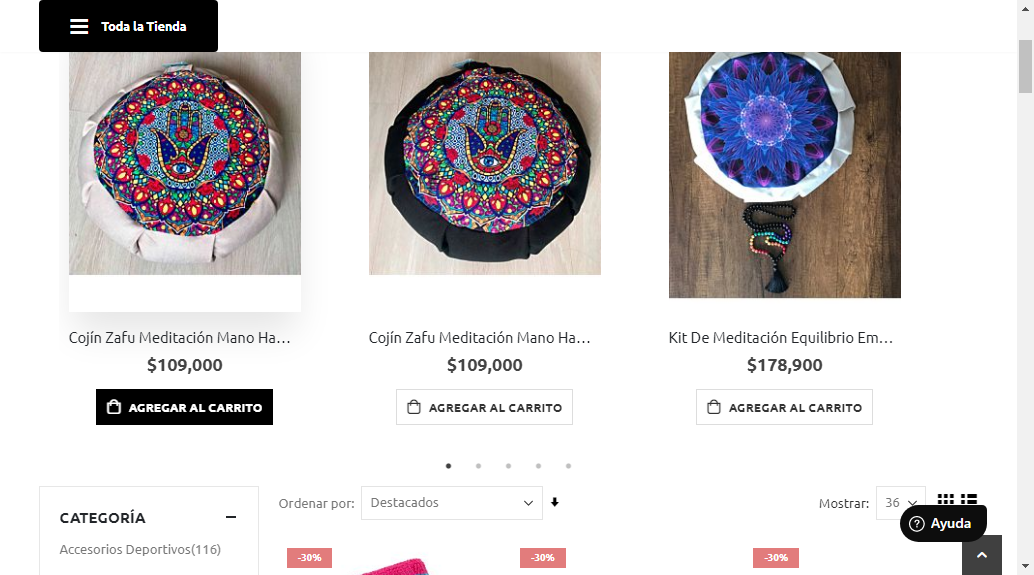 Toda la Tienda
Cojín Zafu Meditación Mano Ha...
$109,000
AGREGAR AL CARRITO
Cojín Zafu Meditación Mano Ha...
$109,000
AGREGAR AL CARRITO
Kit De Meditación Equilibrio Em...
$178,900
AGREGAR AL CARRITO
CATEGORÍA
Accesorios Deportivos(116)
Ordenar por: Destacados
Mostrar: 36
Ayuda
-30%
-30%
-30%